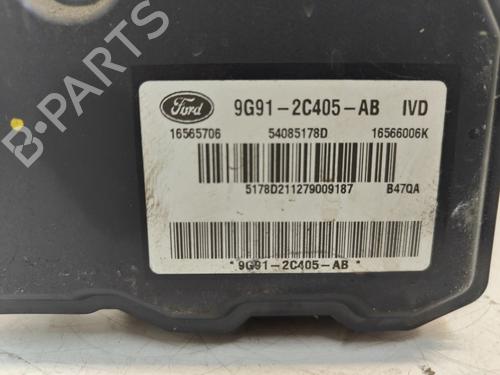 B-PARTS
Ford 9G91-2C405-AB IVD
16565706 54085178D 16566006K
5178D211279009187 B47QA
* 9G91-2C405-AB *